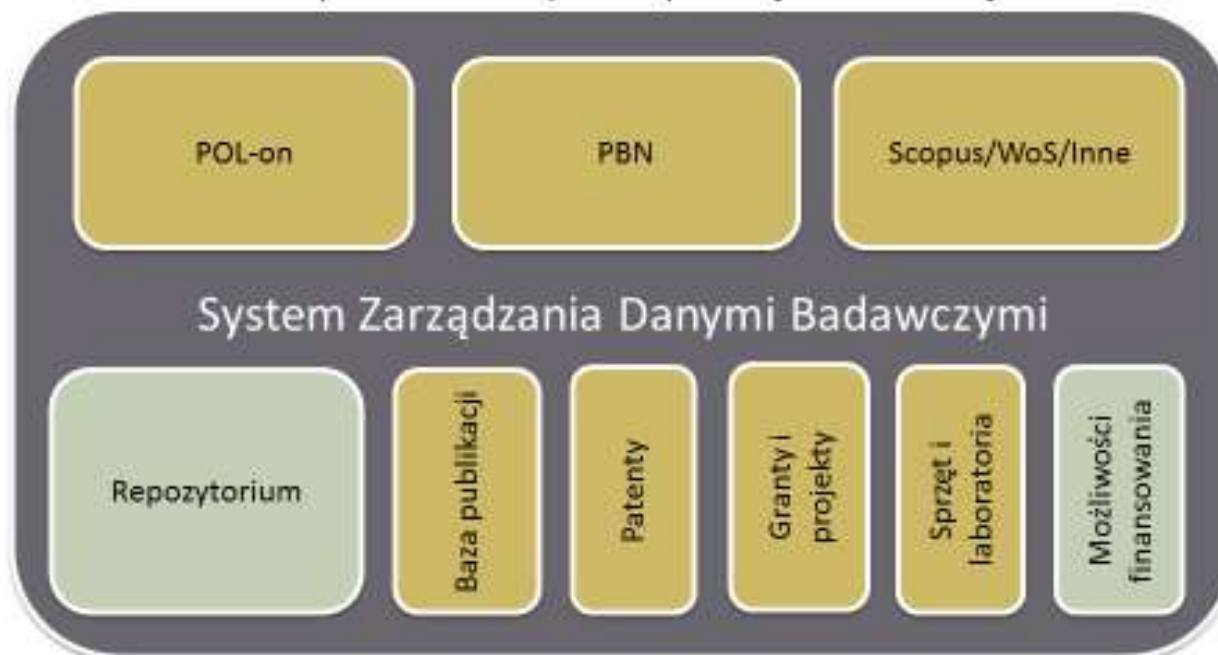 POL-on
PBN
Scopus/WoS/Inne
System Zarządzania Danymi Badawczymi
Repozytorium
Baza publikacji
Patenty
Granty i
projekty
Sprzęt i
laboratoria
Możliwości
finansowania